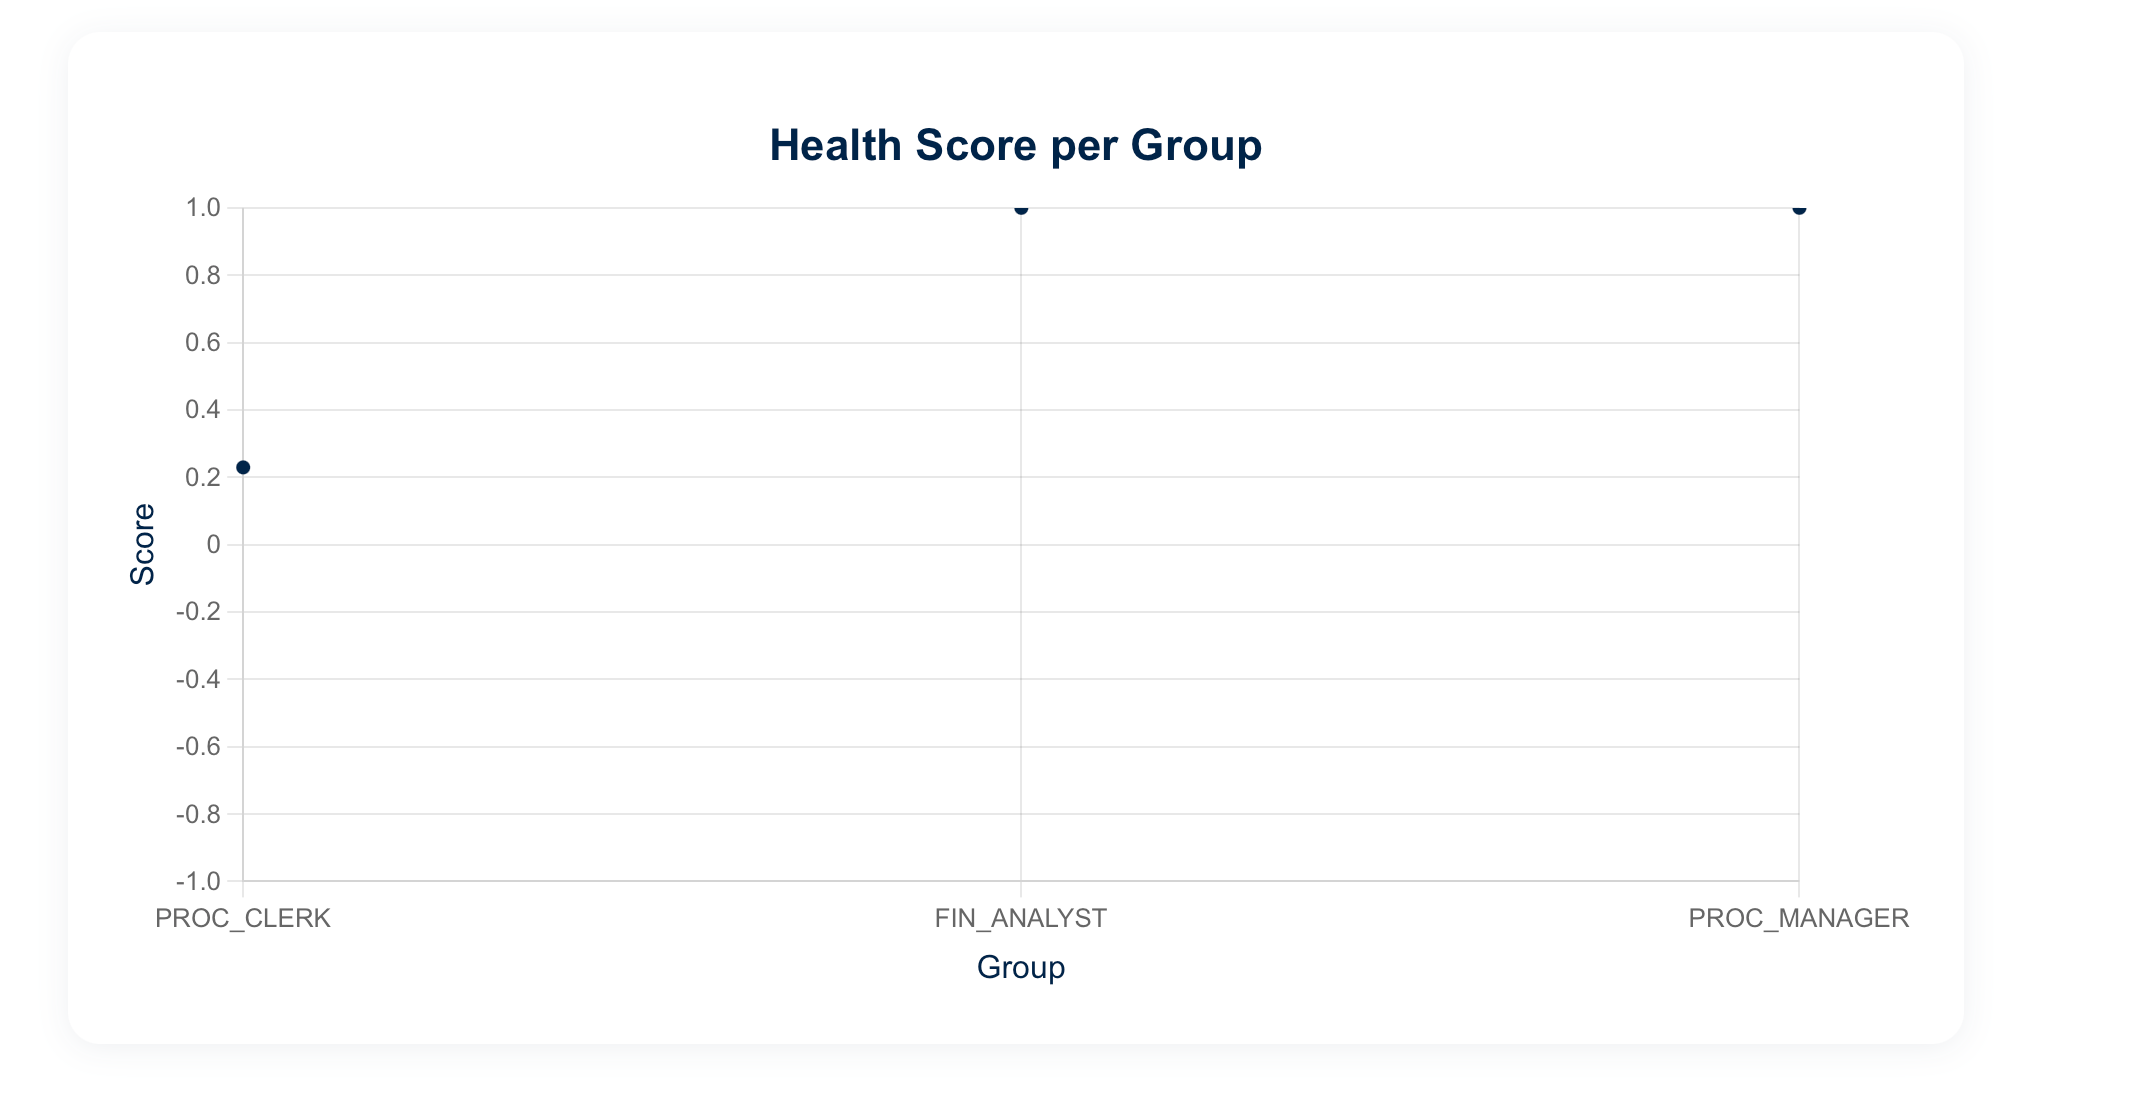 Health Score per Group
1.0
0.8
0.6
0.4
0.2
0
-0.2
-0.4
-0.6
-0.8
-1.0
Score
PROC_CLERK FIN_ANALYST PROC_MANAGER
Group